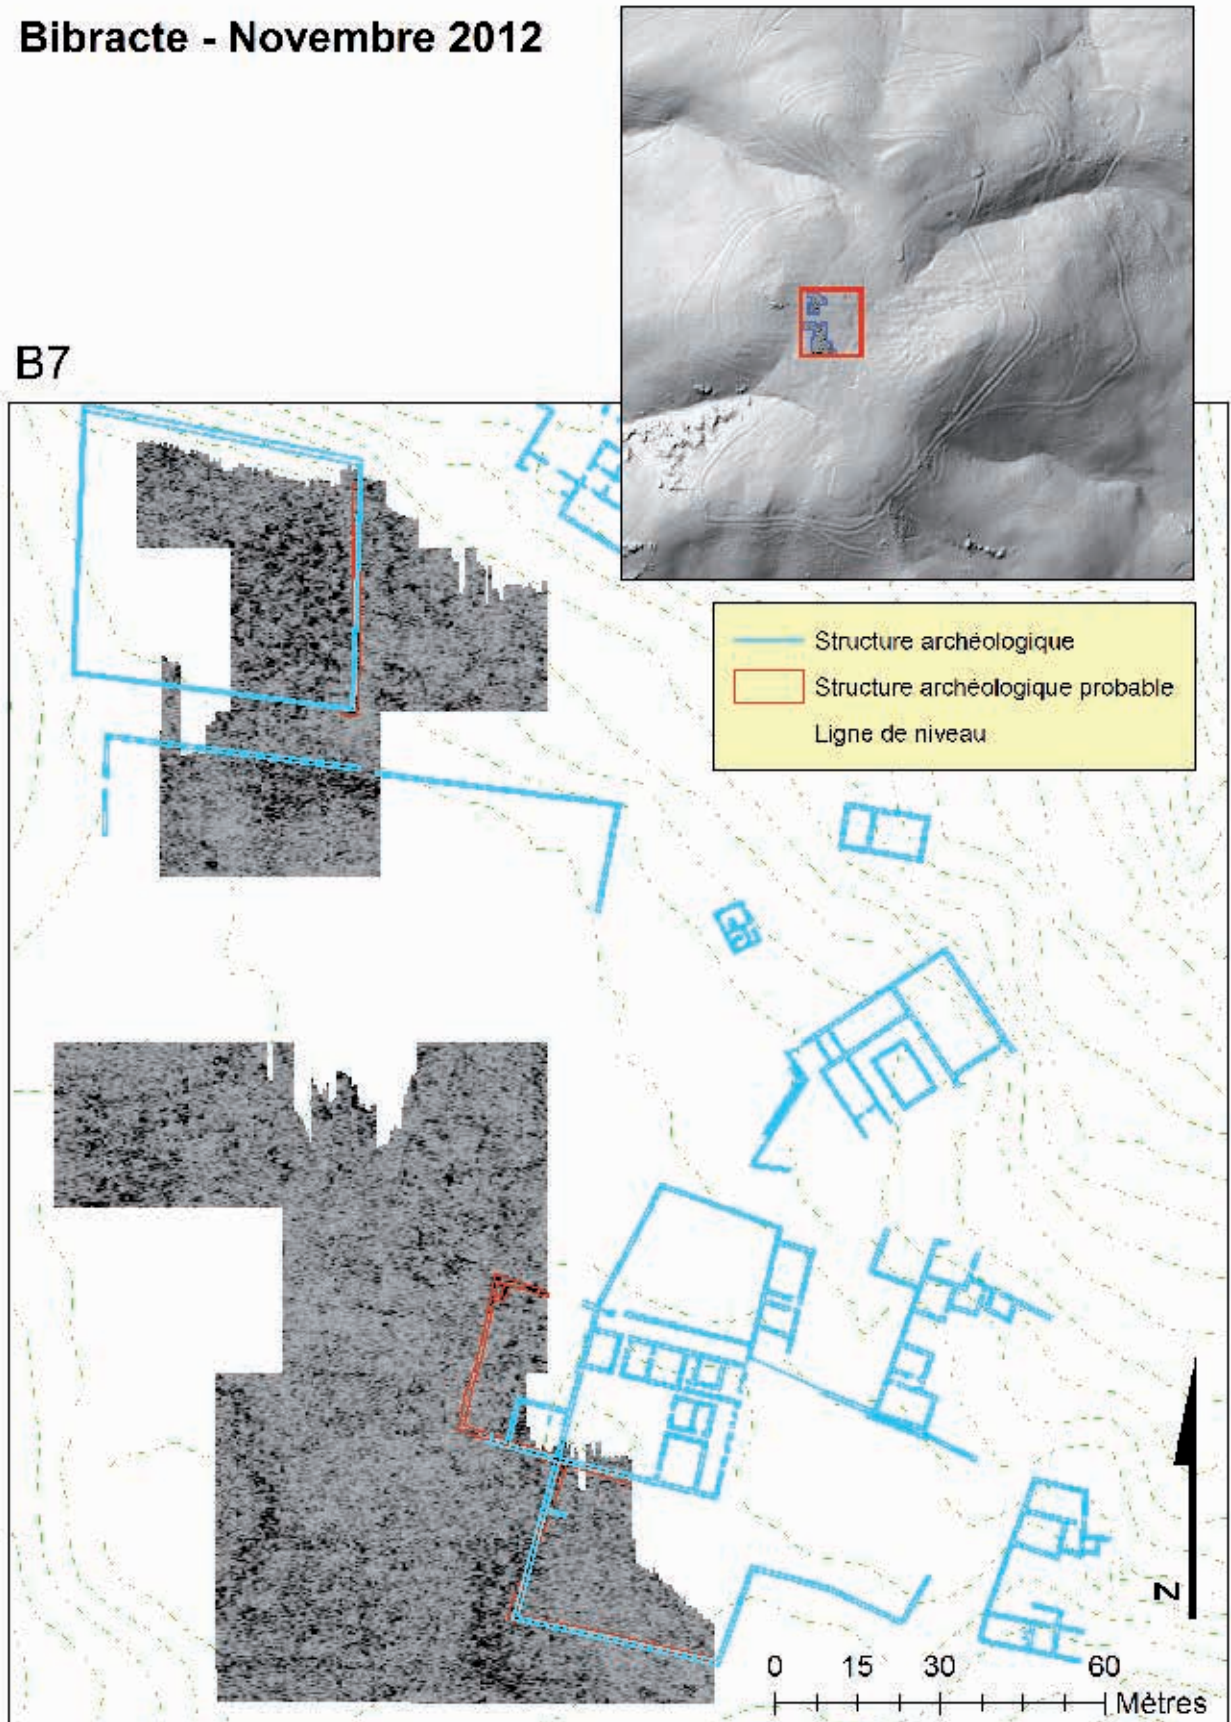 Bibracte - Novembre 2012
B7
Structure archéologique
Structure archéologique probable
Ligne de niveau
N
0 15 30 60
Mètres